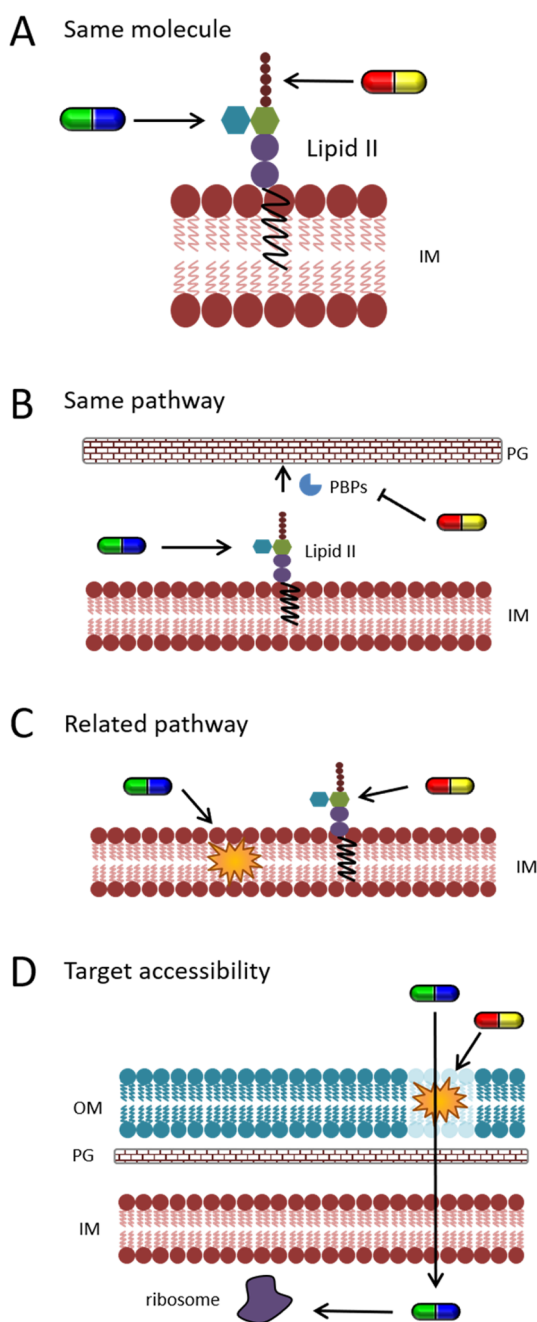 A Same molecule
Lipid II
IM
B Same pathway
PG
PBPs
Lipid II
IM
C Related pathway
IM
D Target accessibility
OM
PG
IM
ribosome